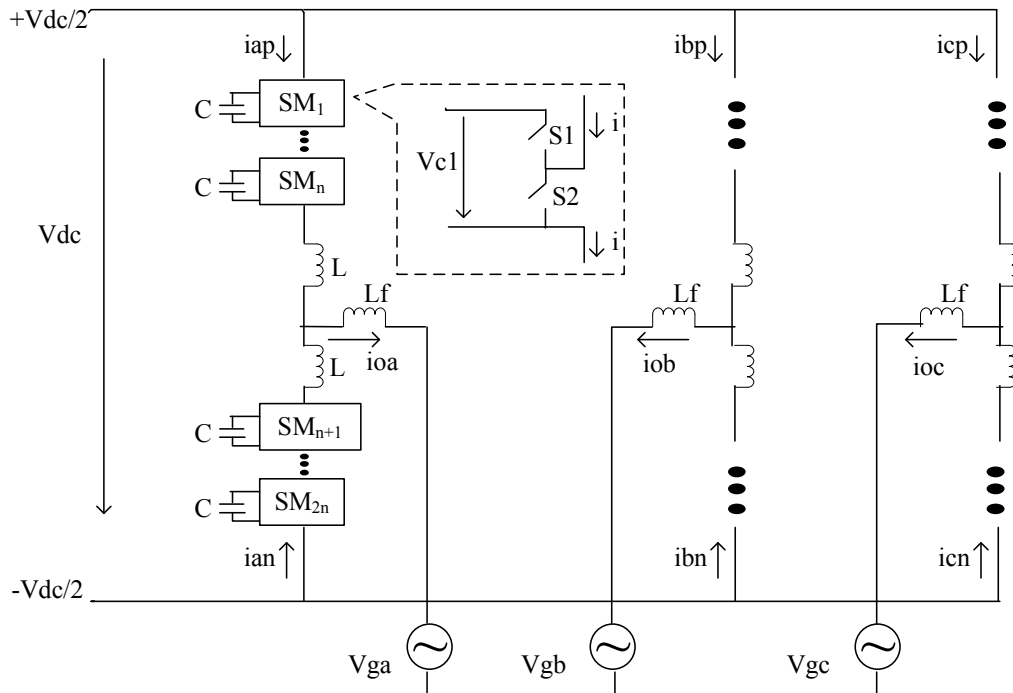 +Vdc/2
iap
ibp
icp
C
SM1
S1
i
Vc1
C
SMn
S2
i
Vdc
L
Lf
Lf
Lf
ioa
iob
ioc
L
C
SMn+1
C
SM2n
ian
ibn
icn
-Vdc/2
Vga
Vgb
Vgc